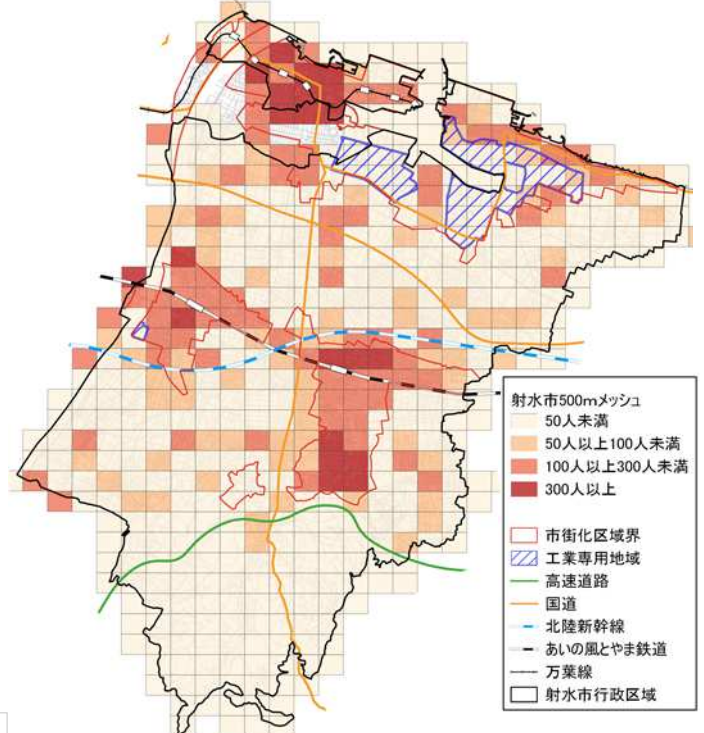 射水市500mメッシュ
50人未満
50人以上100人未満
100人以上300人未満
300人以上
市街化区域界
工業専用地域
高速道路
国道
北陸新幹線
あいの風とやま鉄道
万葉線
射水市行政区域